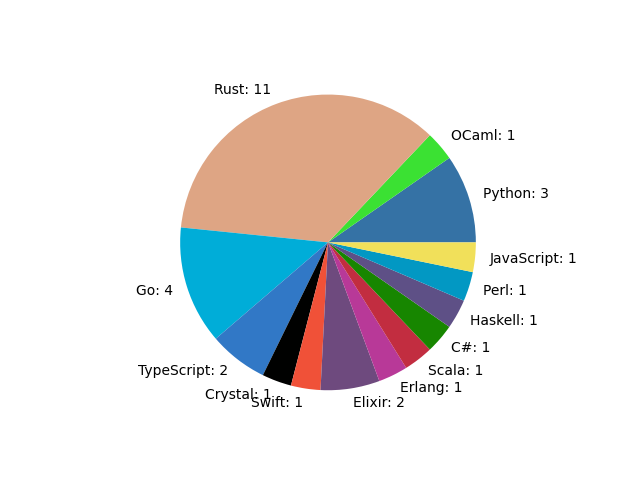 Rust: 11
OCaml: 1
Python: 3
JavaScript: 1
Go: 4
Perl: 1
Haskell: 1
C#: 1
TypeScript: 2
Scala: 1
Erlang: 1
Crystal: 1
Swift: 1
Elixir: 2